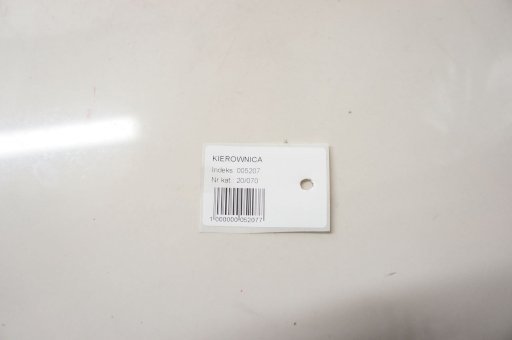 KIEROWNICA
Indeks: 005207
Nr kat.: 20/070
1000000052077